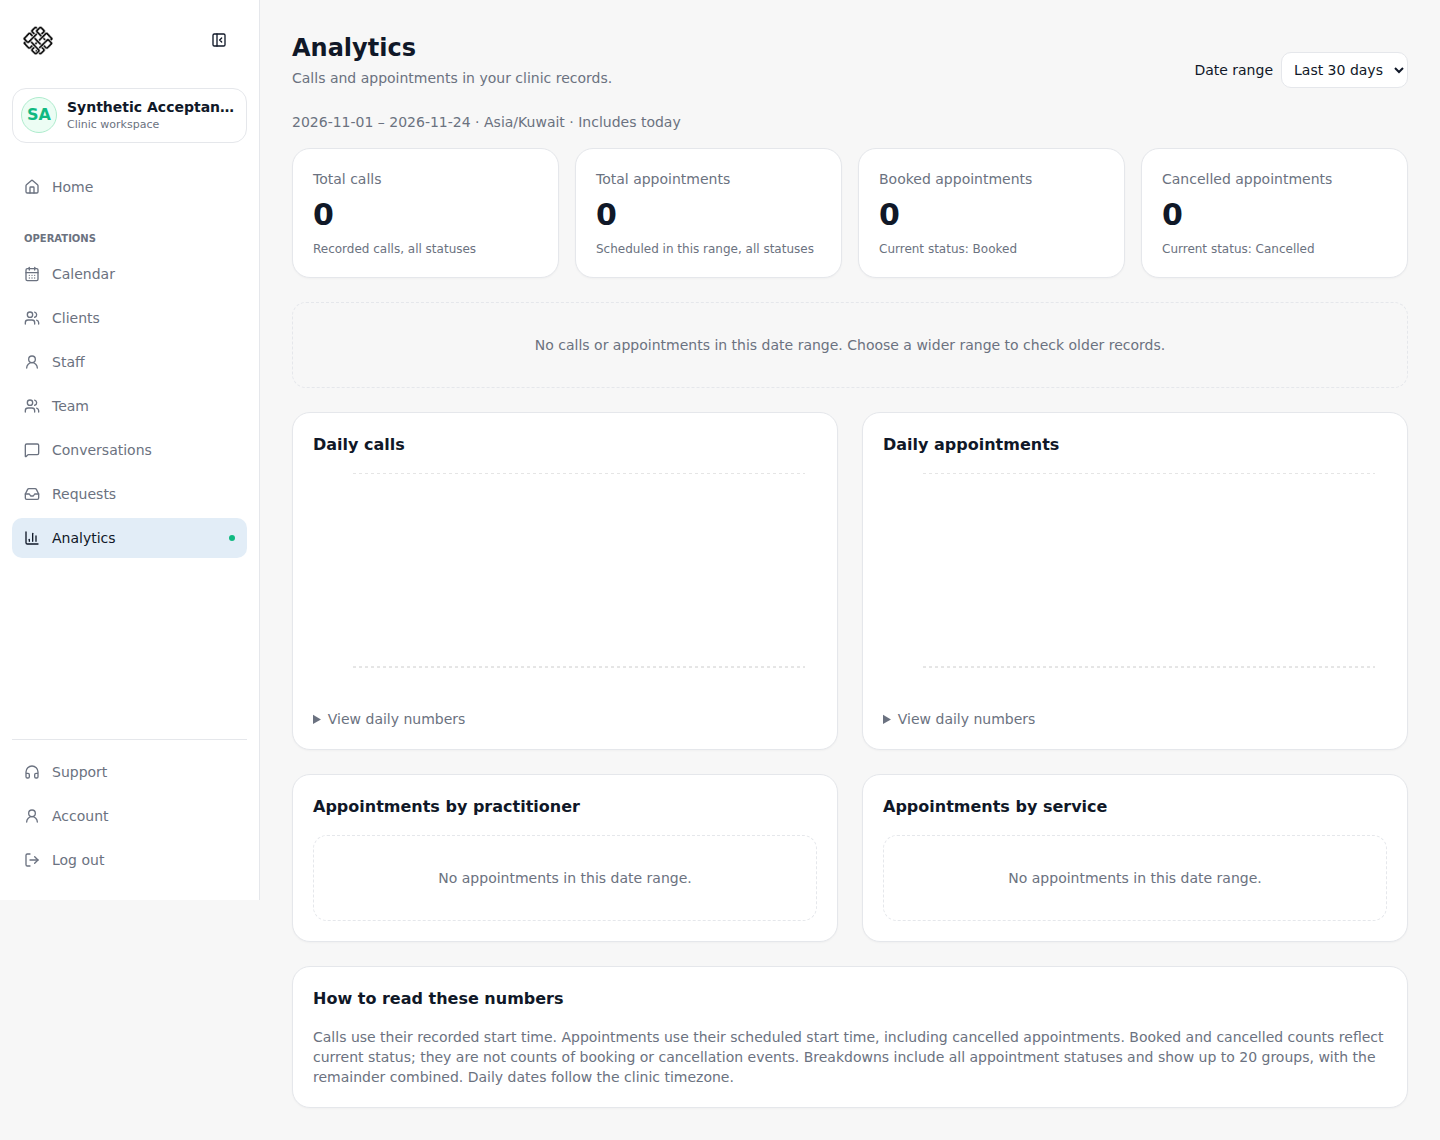 Synthetic Acceptan...
SA
Clinic workspace
Home
OPERATIONS
Calendar
Clients
Staff
Team
Conversations
Requests
Analytics
Support
Account
Log out
Analytics
Calls and appointments in your clinic records.
Date range
Last 30 days
2026-11-01 – 2026-11-24 · Asia/Kuwait · Includes today
Total calls
0
Recorded calls, all statuses
Total appointments
0
Scheduled in this range, all statuses
Booked appointments
0
Current status: Booked
Cancelled appointments
0
Current status: Cancelled
No calls or appointments in this date range. Choose a wider range to check older records.
Daily calls
View daily numbers
Daily appointments
View daily numbers
Appointments by practitioner
No appointments in this date range.
Appointments by service
No appointments in this date range.
How to read these numbers
Calls use their recorded start time. Appointments use their scheduled start time, including cancelled appointments. Booked and cancelled counts reflect
current status; they are not counts of booking or cancellation events. Breakdowns include all appointment statuses and show up to 20 groups, with the
remainder combined. Daily dates follow the clinic timezone.